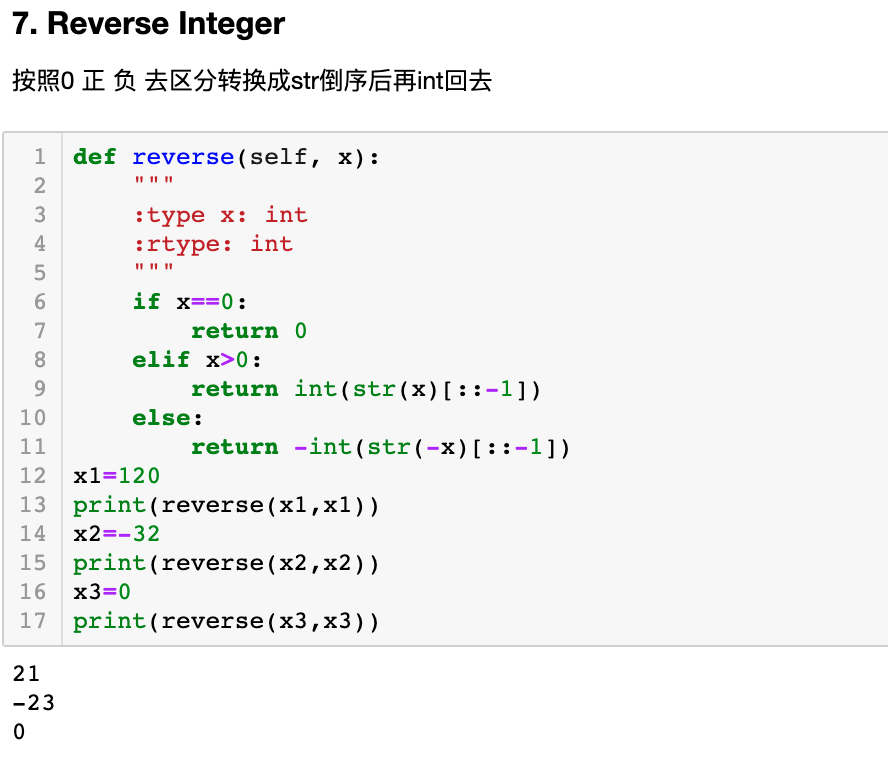 7. Reverse Integer
按照0 正 负 去区分转换成str倒序后再int回去
1 def reverse(self, x):
2     """
3     :type x: int
4     :rtype: int
5     """
6     if x==0:
7         return 0
8     elif x>0:
9         return int(str(x)[::-1])
10     else:
11         return -int(str(-x)[::-1])
12 x1=120
13 print(reverse(x1,x1))
14 x2=-32
15 print(reverse(x2,x2))
16 x3=0
17 print(reverse(x3,x3))
21
-23
0